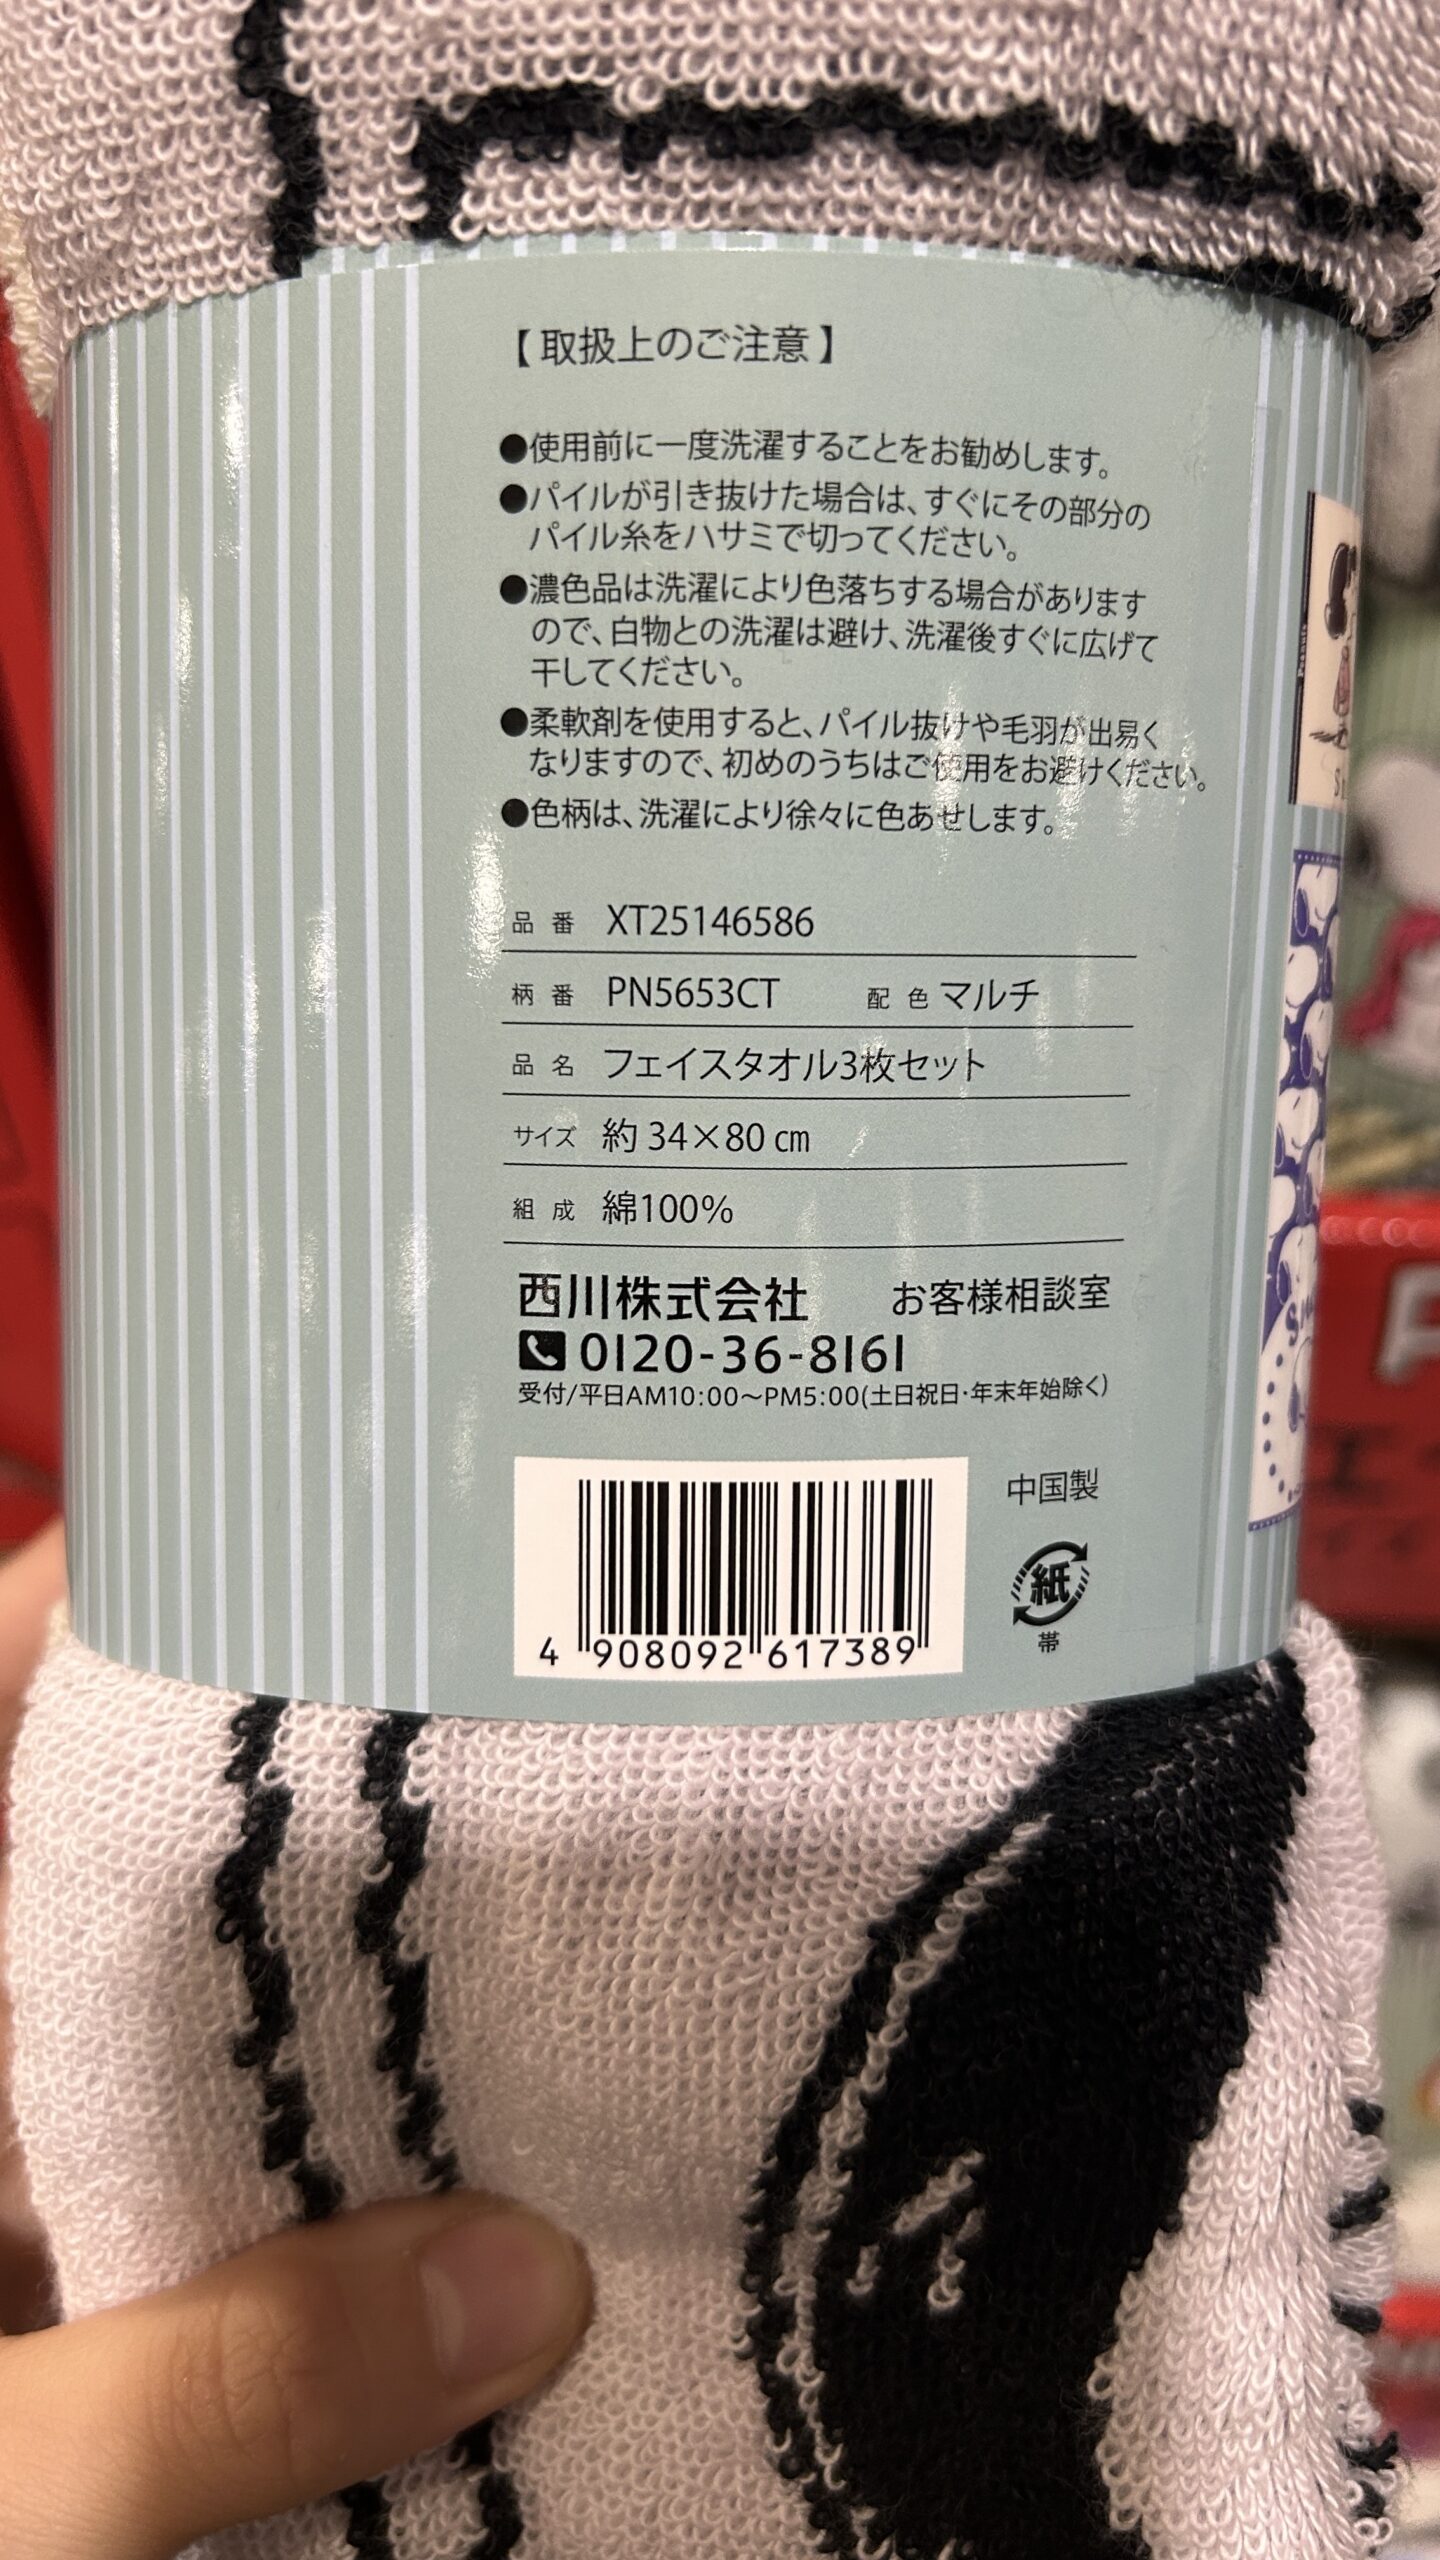 【取扱上のご注意】
●使用前に一度洗濯することをお勧めします。
●パイルが引き抜けた場合は、すぐにその部分の
パイル糸をハサミで切ってください。
●濃色品は洗濯により色落ちする場合があります
ので、白物との洗濯は避け、洗濯後すぐに広げて
干してください。
●柔軟剤を使用すると、パイル抜けや毛羽が出易く
なりますので、初めのうちはご使用をお避けください。
●色柄は、洗濯により徐々に色あせします。
品番 XT25146586
柄番 PN5653CT 配色 マルチ
品名 フェイスタオル3枚セット
サイズ 約 34×80 ㎝
組成 綿100%
西川株式会社 お客様相談室
0120-36-8161
受付/平日AM10:00〜PM5:00(土日祝日・年末年始除く)
中国製
紙
帯
4 908092 617389